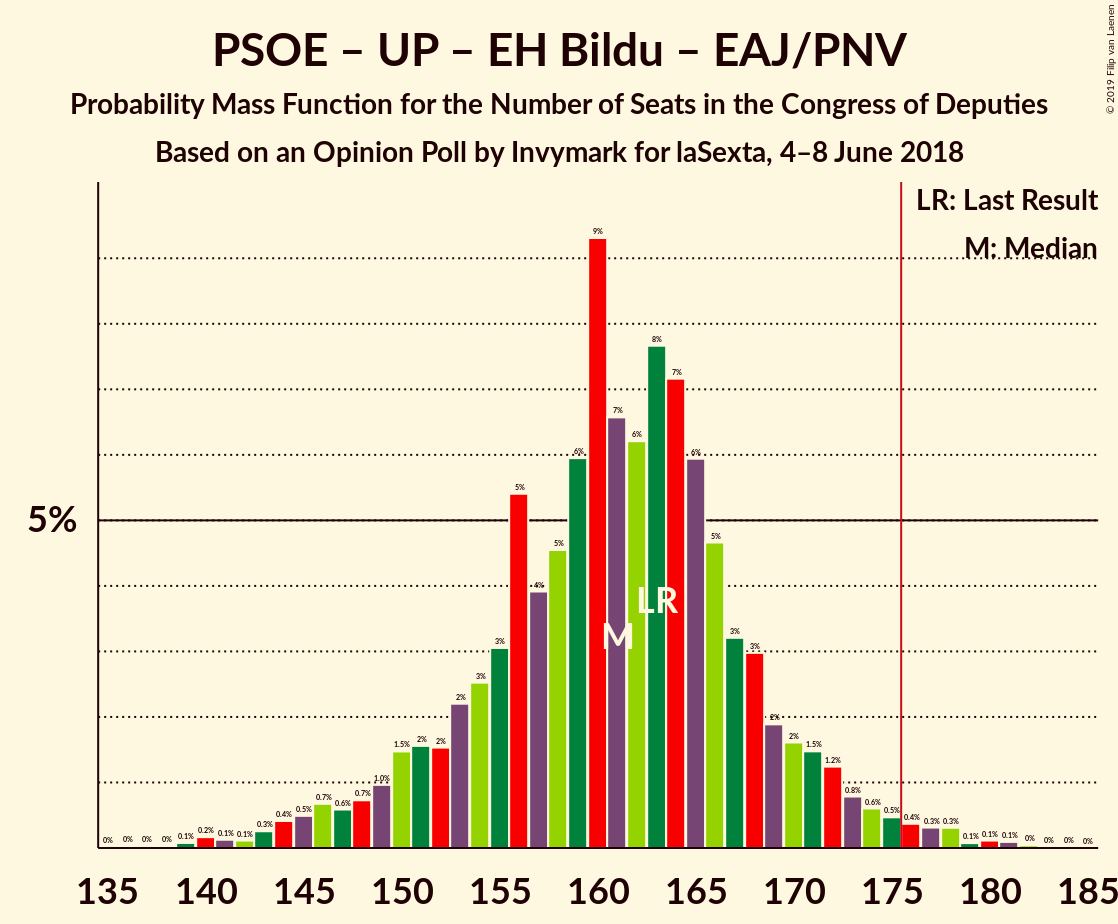 PSOE – UP – EH Bildu – EAJ/PNV
Probability Mass Function for the Number of Seats in the Congress of Deputies
Based on an Opinion Poll by Invymark for laSexta, 4–8 June 2018
© 2019 Filip van Laenen
LR: Last Result
M: Median
5%
0% 0% 0% 0% 0.1% 0.2% 0.1% 0.1% 0.3% 0.4% 0.5% 0.7% 0.6% 0.7% 1.0% 1.5% 2% 2% 2% 3% 3% 5% 4% 5% 6% 9% 7% 6% 8% 7% 6% 5% 3% 3% 2% 2% 1.5% 1.2% 0.8% 0.6% 0.5% 0.4% 0.3% 0.3% 0.1% 0.1% 0.1% 0% 0% 0% 0%
LR
M
135 140 145 150 155 160 165 170 175 180 185